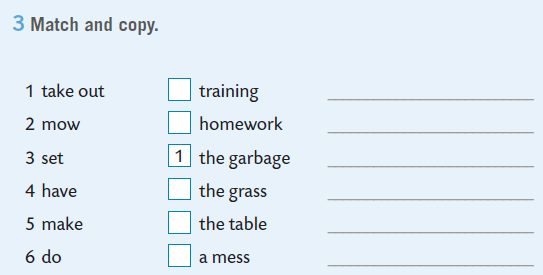 3 Match and copy.
1 take out training
2 mow homework
3 set 1 the garbage
4 have the grass
5 make the table
6 do a mess